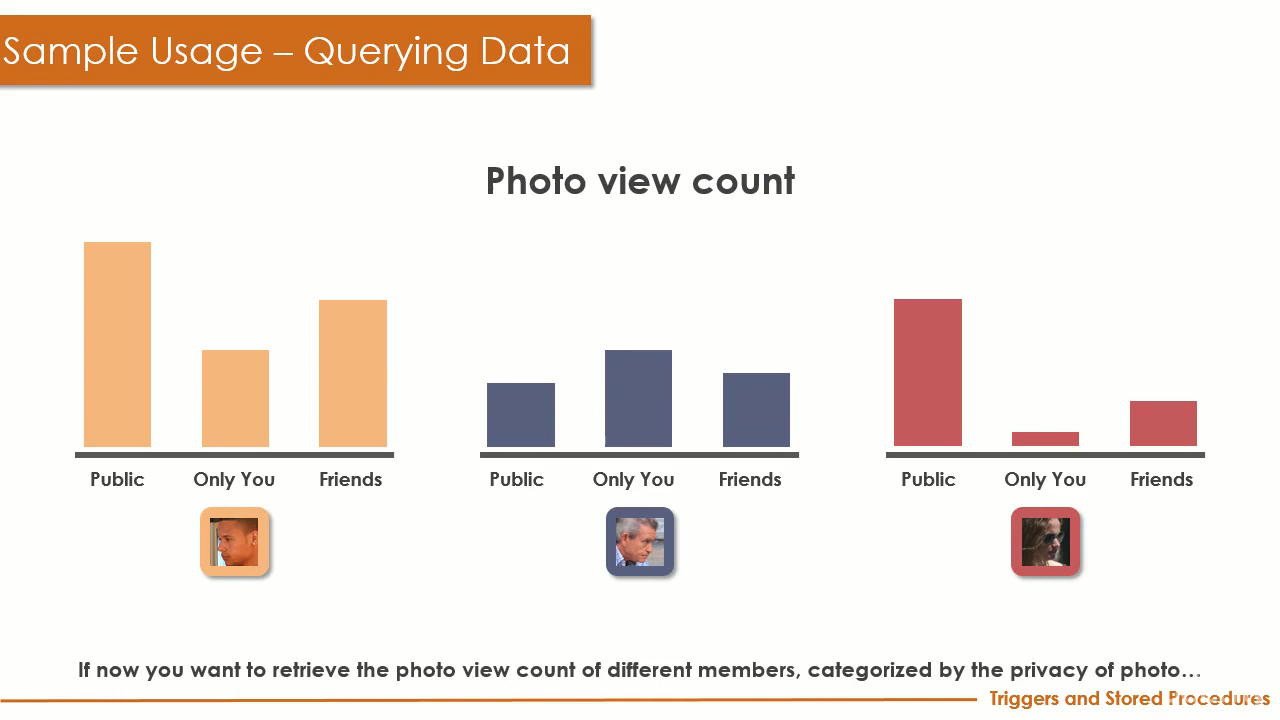 Sample Usage – Querying Data
Photo view count
Public Only You Friends
Public Only You Friends
Public Only You Friends
If now you want to retrieve the photo view count of different members, categorized by the privacy of photo…
Triggers and Stored Procedures